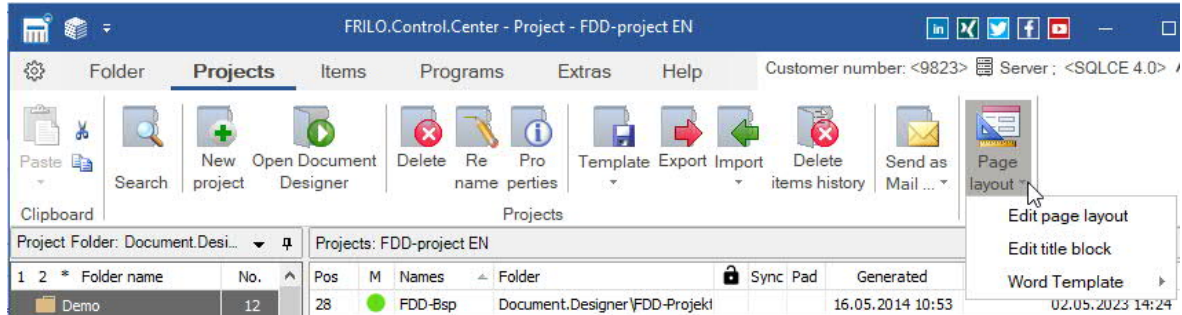 FRILO.Control.Center - Project - FDD-project EN
Folder Projects Items Programs Extras Help Customer number: <9823> Server ; <SQLCE 4.0>
Paste
Search
New project
Open Document Designer
Delete
Re name
Pro perties
Template
Export
Import
Delete items history
Send as Mail ...
Page layout
Clipboard Projects
Edit page layout
Edit title block
Word Template
Project Folder: Document.Desi... Projects: FDD-project EN
1 2 * Folder name No. Pos M Names Folder Sync Pad Generated
Demo 12 28 FDD-Bsp Document.Designer\FDD-Projekt 16.05.2014 10:53 02.05.2023 14:24